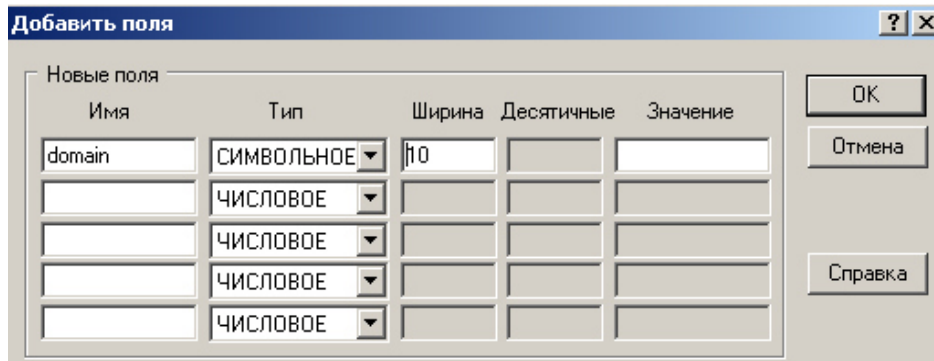 Добавить поля
Новые поля
Имя Тип Ширина Десятичные Значение
OK
domain СИМВОЛЬНОЕ 10
Отмена
ЧИСЛОВОЕ
ЧИСЛОВОЕ
ЧИСЛОВОЕ
Справка
ЧИСЛОВОЕ